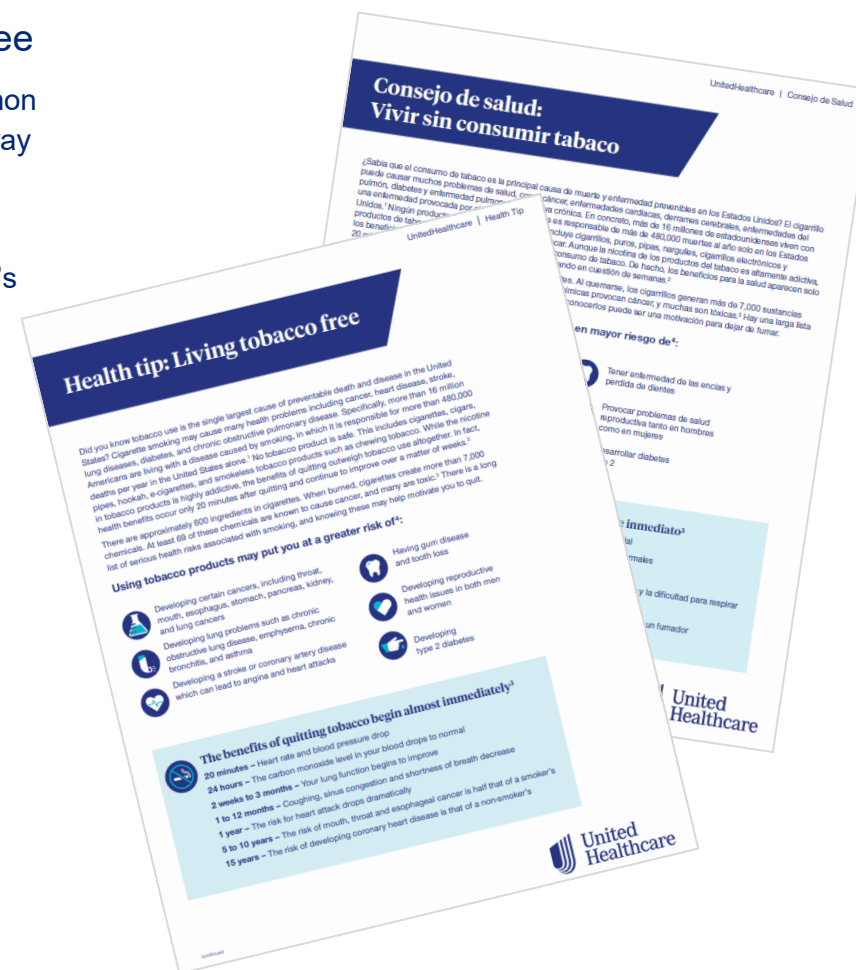 ee
non
ay
's
UnitedHealthcare | Consejo de Salud
Consejo de salud:
Vivir sin consumir tabaco
¿Sabía que el consumo de tabaco es la principal causa de muerte y enfermedad prevenibles en los Estados Unidos? El cigarrillo
puede causar muchos problemas de salud, cáncer, enfermedades cardíacas, derrames cerebrales, enfermedades del
pulmón, diabetes y enfermedad crónica. En concreto, más de 16 millones de estadounidenses viven con
una enfermedad provocada por es responsable de más de 480,000 muertes al año solo en los Estados
Unidos.¹ Ningún cigarrillos, puros, pipas, narguiles, cigarrillos electrónicos y
productos de Aunque la nicotina de los productos del tabaco es altamente adictiva,
los consumo de tabaco. De hecho, los beneficios para la salud aparecen solo
20 en cuestión de semanas.²
Al quemarse, los cigarrillos generan más de 7,000 sustancias
provocan cáncer, y muchas son tóxicas.³ Hay una larga lista
conocerlos puede ser una motivación para dejar de fumar.
en mayor riesgo de⁴:
Tener enfermedad de las encías y
perdida de dientes
Provocar problemas de salud
reproductiva tanto en hombres
como en mujeres
diabetes
2
inmediato³
y la dificultad para respirar
un fumador
United
Healthcare
UnitedHealthcare | Health Tip
Health tip: Living tobacco free
Did you know tobacco use is the single largest cause of preventable death and disease in the United
States? Cigarette smoking may cause many health problems including cancer, heart disease, stroke,
lung diseases, diabetes, and chronic obstructive pulmonary disease. Specifically, more than 16 million
Americans are living with a disease caused by smoking, in which it is responsible for more than 480,000
deaths per year in the United States alone.¹ No tobacco product is safe. This includes cigarettes, cigars,
pipes, hookah, e-cigarettes, and smokeless tobacco products such as chewing tobacco. While the nicotine
in tobacco products is highly addictive, the benefits of quitting outweigh tobacco use altogether. In fact,
health benefits occur only 20 minutes after quitting and continue to improve over a matter of weeks.²
There are approximately 600 ingredients in cigarettes. When burned, cigarettes create more than 7,000
chemicals. At least 69 of these chemicals are known to cause cancer, and many are toxic.³ There is a long
list of serious health risks associated with smoking, and knowing these may help motivate you to quit.
Using tobacco products may put you at a greater risk of⁴:
Developing certain cancers, including throat,
mouth, esophagus, stomach, pancreas, kidney,
and lung cancers
Developing lung problems such as chronic
obstructive lung disease, emphysema, chronic
bronchitis, and asthma
Developing a stroke or coronary artery disease
which can lead to angina and heart attacks
Having gum disease
and tooth loss
Developing reproductive
health issues in both men
and women
Developing
type 2 diabetes
The benefits of quitting tobacco begin almost immediately³
20 minutes – Heart rate and blood pressure drop
24 hours – The carbon monoxide level in your blood drops to normal
2 weeks to 3 months – Your lung function begins to improve
1 to 12 months – Coughing, sinus congestion and shortness of breath decrease
1 year – The risk for heart attack drops dramatically
5 to 10 years – The risk of mouth, throat and esophageal cancer is half that of a smoker's
15 years – The risk of developing coronary heart disease is that of a non-smoker's
United
Healthcare
continued